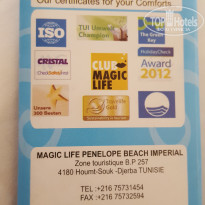 Our certificates for your Comforts
TopHotels
ISO
TUI Umwelt
Champion
The Green
Key
CRISTAL
CLUB
MAGIC
LIFE
HolidayCheck
Award
2012
Unsere
300 Besten
MAGIC LIFE PENELOPE BEACH IMPERIAL
Zone touristique B.P 257
4180 Houmt-Souk -Djerba TUNISIE
TEL :+216 75731454
FAX :+216 75732594